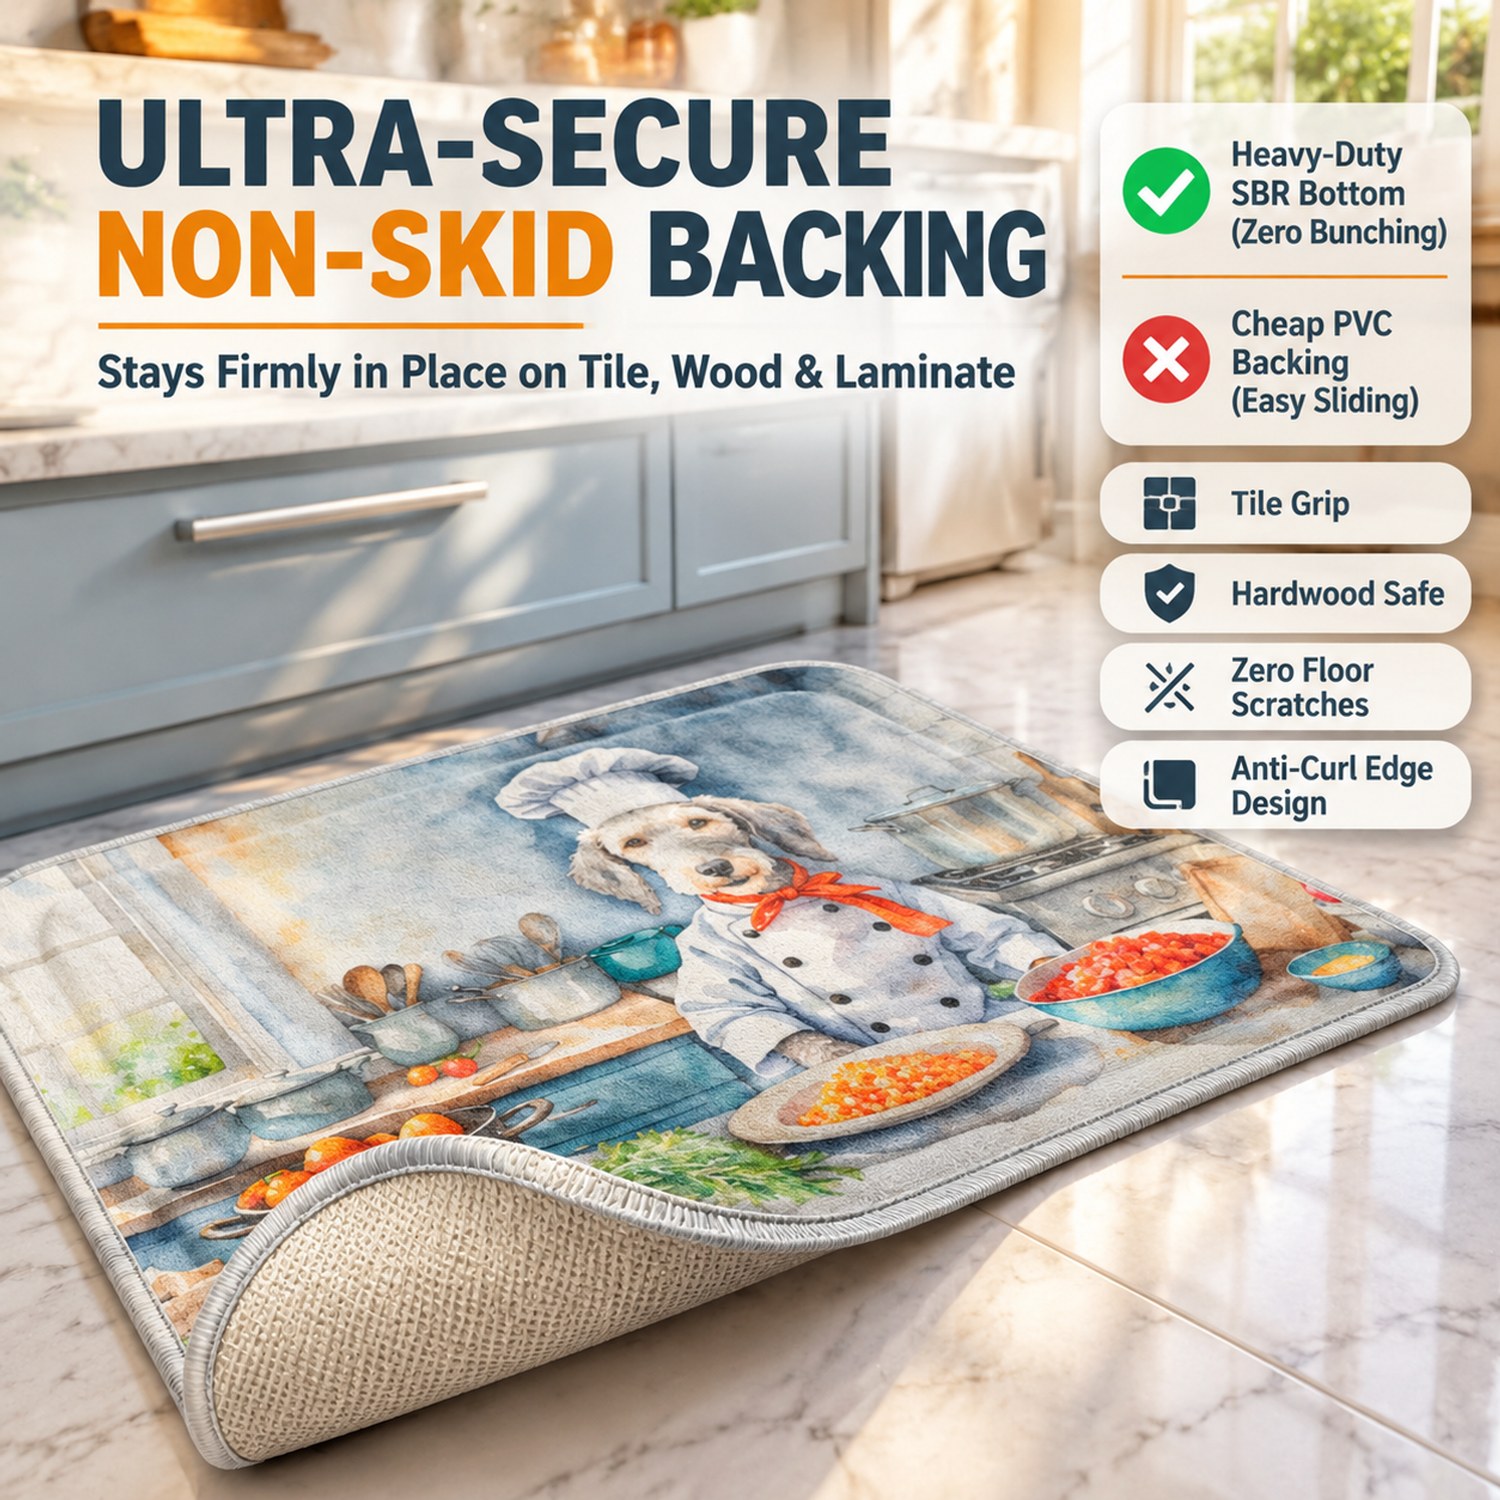 ULTRA-SECURE
NON-SKID BACKING
Stays Firmly in Place on Tile, Wood & Laminate
Heavy-Duty
SBR Bottom
(Zero Bunching)
Cheap PVC
Backing
(Easy Sliding)
Tile Grip
Hardwood Safe
Zero Floor
Scratches
Anti-Curl Edge
Design